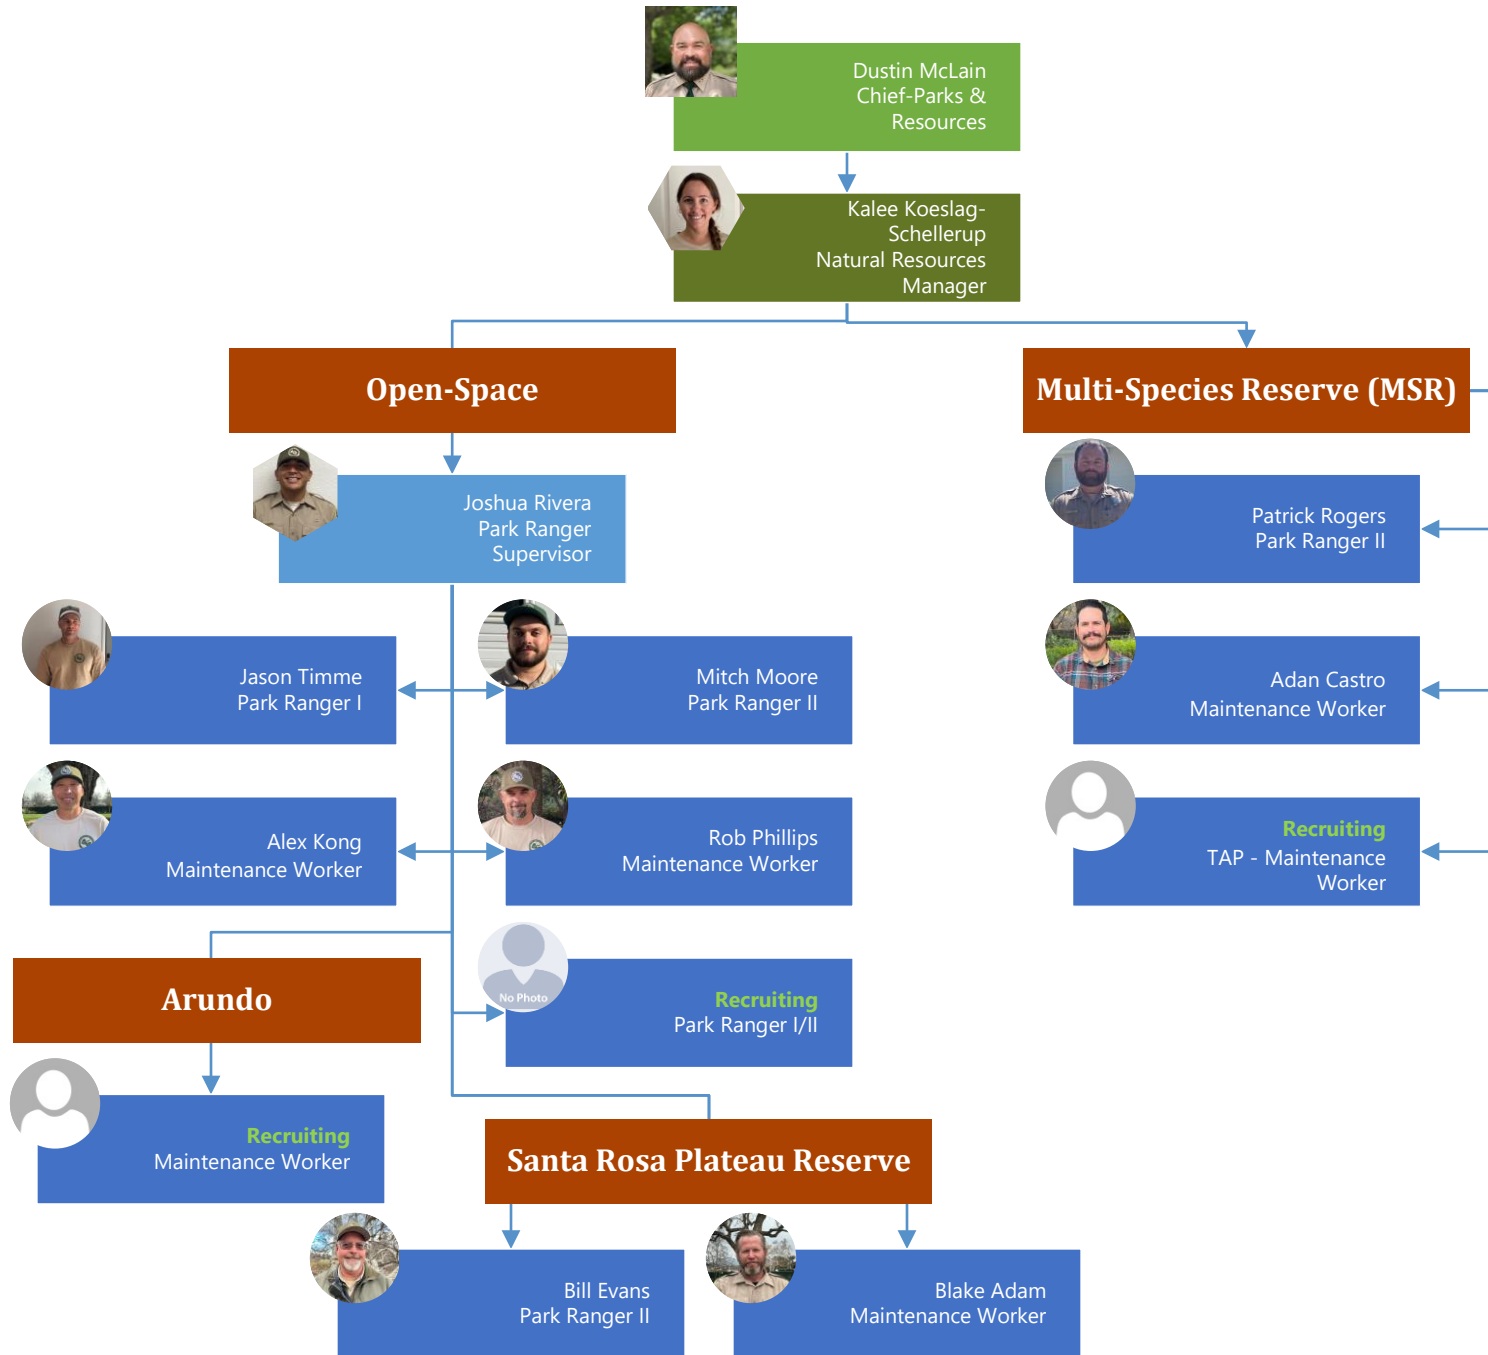 Dustin McLain
Chief-Parks &
Resources
Kalee Koeslag-
Schellerup
Natural Resources
Manager
Open-Space
Multi-Species Reserve (MSR)
Joshua Rivera
Park Ranger
Supervisor
Patrick Rogers
Park Ranger II
Jason Timme
Park Ranger I
Mitch Moore
Park Ranger II
Adan Castro
Maintenance Worker
Alex Kong
Maintenance Worker
Rob Phillips
Maintenance Worker
Recruiting
TAP - Maintenance
Worker
Arundo
No Photo
Recruiting
Park Ranger I/II
Recruiting
Maintenance Worker
Santa Rosa Plateau Reserve
Bill Evans
Park Ranger II
Blake Adam
Maintenance Worker